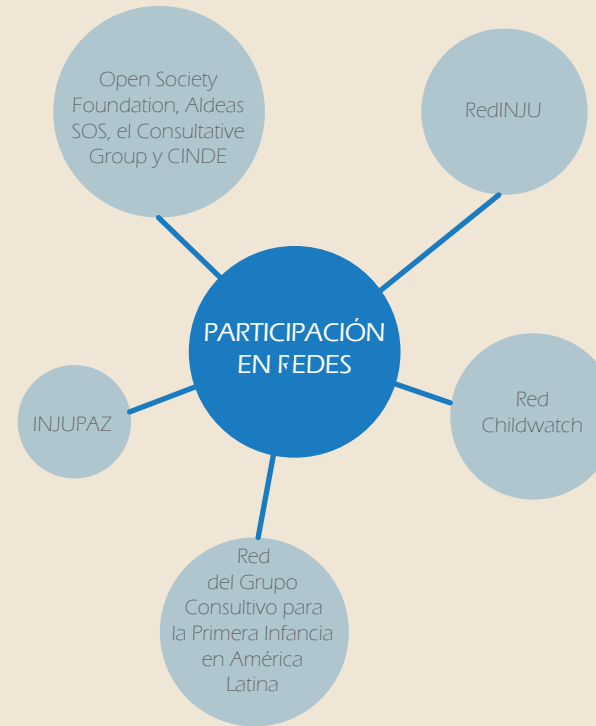 Open Society
Foundation, Aldeas
SOS, el Consultative
Group y CINDE
RedINJU
PARTICIPACIÓN
EN REDES
INJUPAZ
Red
Childwatch
Red
del Grupo
Consultivo para
la Primera Infancia
en América
Latina